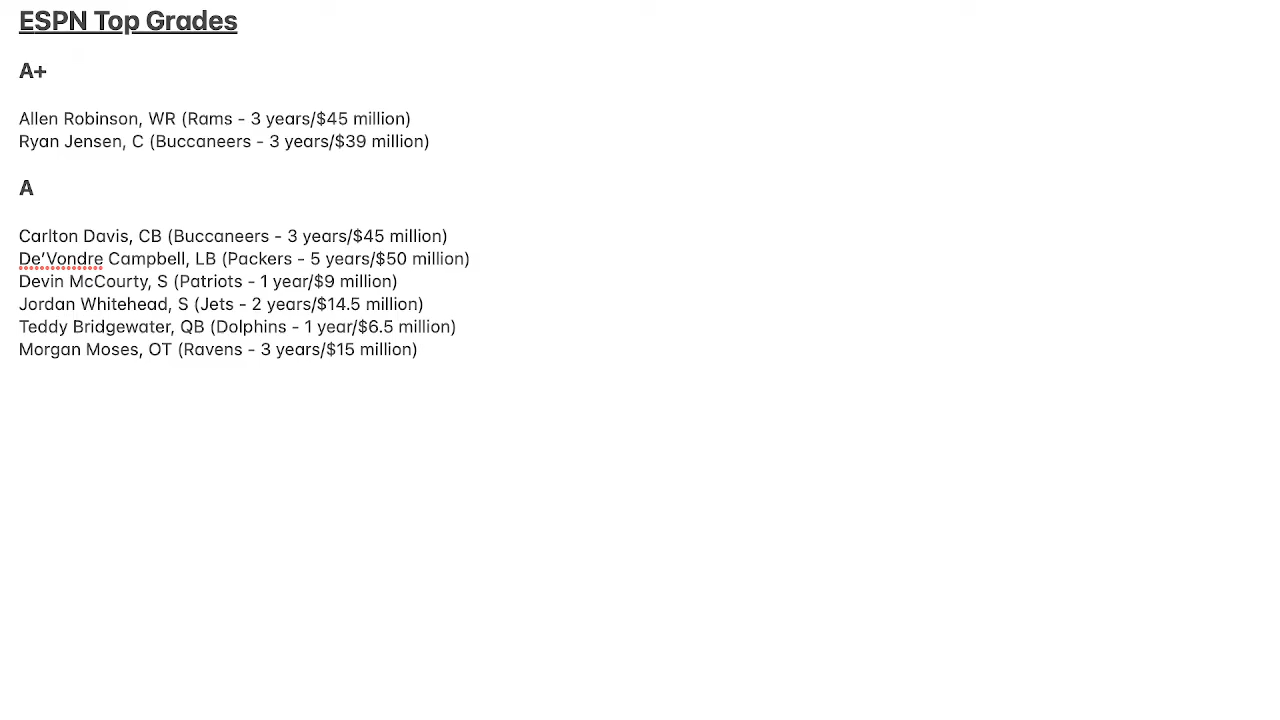 ESPN Top Grades
A+
Allen Robinson, WR (Rams - 3 years/$45 million)
Ryan Jensen, C (Buccaneers - 3 years/$39 million)
A
Carlton Davis, CB (Buccaneers - 3 years/$45 million)
De’Vondre Campbell, LB (Packers - 5 years/$50 million)
Devin McCourty, S (Patriots - 1 year/$9 million)
Jordan Whitehead, S (Jets - 2 years/$14.5 million)
Teddy Bridgewater, QB (Dolphins - 1 year/$6.5 million)
Morgan Moses, OT (Ravens - 3 years/$15 million)